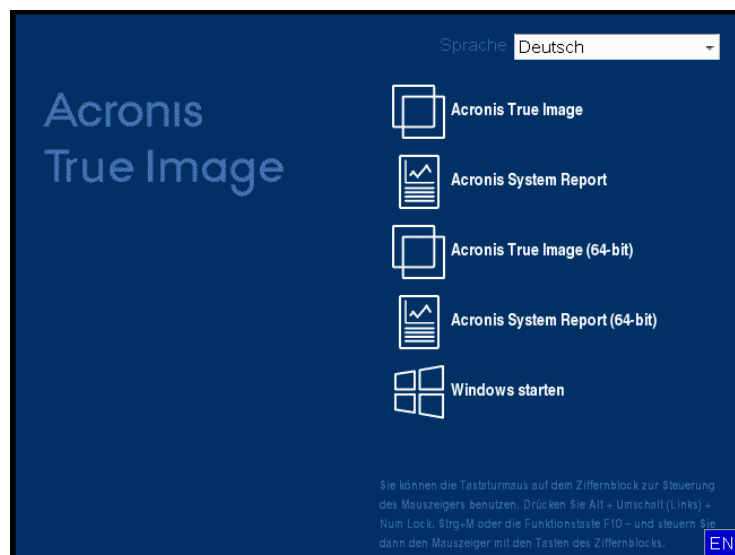 Sprache Deutsch
Acronis
True Image
Acronis True Image
Acronis System Report
Acronis True Image (64-bit)
Acronis System Report (64-bit)
Windows starten
Sie können die Tastaturmaus auf dem Ziffernblock zur Steuerung
des Mauszeigers benutzen. Drücken Sie Alt + Umschalt (Links) +
Num Lock. Strg+M oder die Funktionstaste F10 – und steuern Sie
dann den Mauszeiger mit den Tasten des Ziffernblocks.
EN